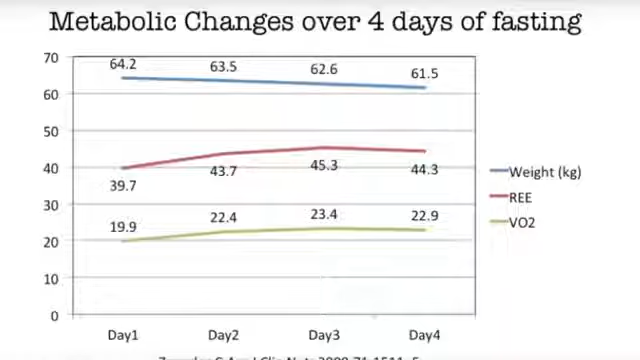 Metabolic Changes over 4 days of fasting
70
60
50
40
30
20
10
0
64.2 63.5 62.6 61.5
39.7 43.7 45.3 44.3
19.9 22.4 23.4 22.9
Weight (kg)
REE
VO2
Day1 Day2 Day3 Day4